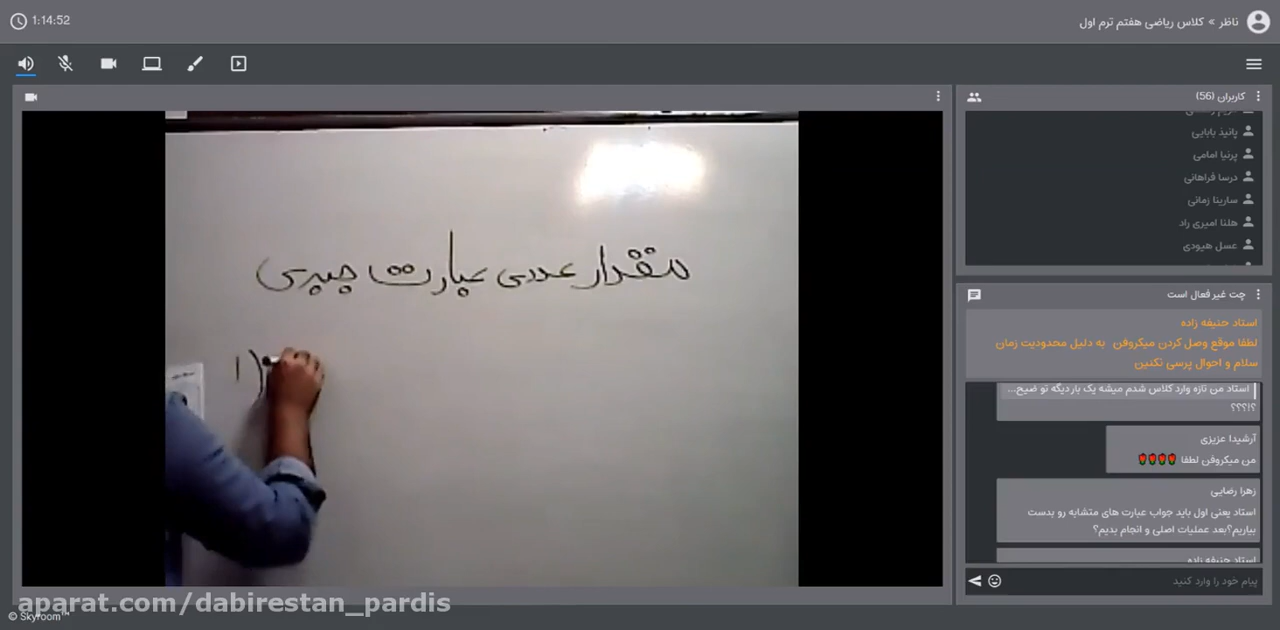 1:14:52
ناظر » کلاس ریاضی هفتم ترم اول
کاربران (56)
پانیذ بابایی
پرنیا امامی
درسا فراهانی
سارینا زمانی
هلنا امیری راد
عسل هیودی
مقدار عددی عبارت جبری
۱)
چت غیر فعال است
استاد حنیفه زاده
لطفا موقع وصل کردن میکروفن به دلیل محدودیت زمان
سلام و احوال پرسی نکنین
استاد من تازه وارد کلاس شدم میشه یک بار دیگه تو ضیح...
؟!؟؟؟
آرشیدا عزیزی
من میکروفن لطفا 🌹🌹🌹🌹
زهرا رضایی
استاد یعنی اول باید جواب عبارت های متشابه رو بدست
بیاریم؟بعد عملیات اصلی و انجام بدیم؟
استاد حنیفه زاده
پیام خود را وارد کنید
aparat.com/dabirestan_pardis
© Skyroom™